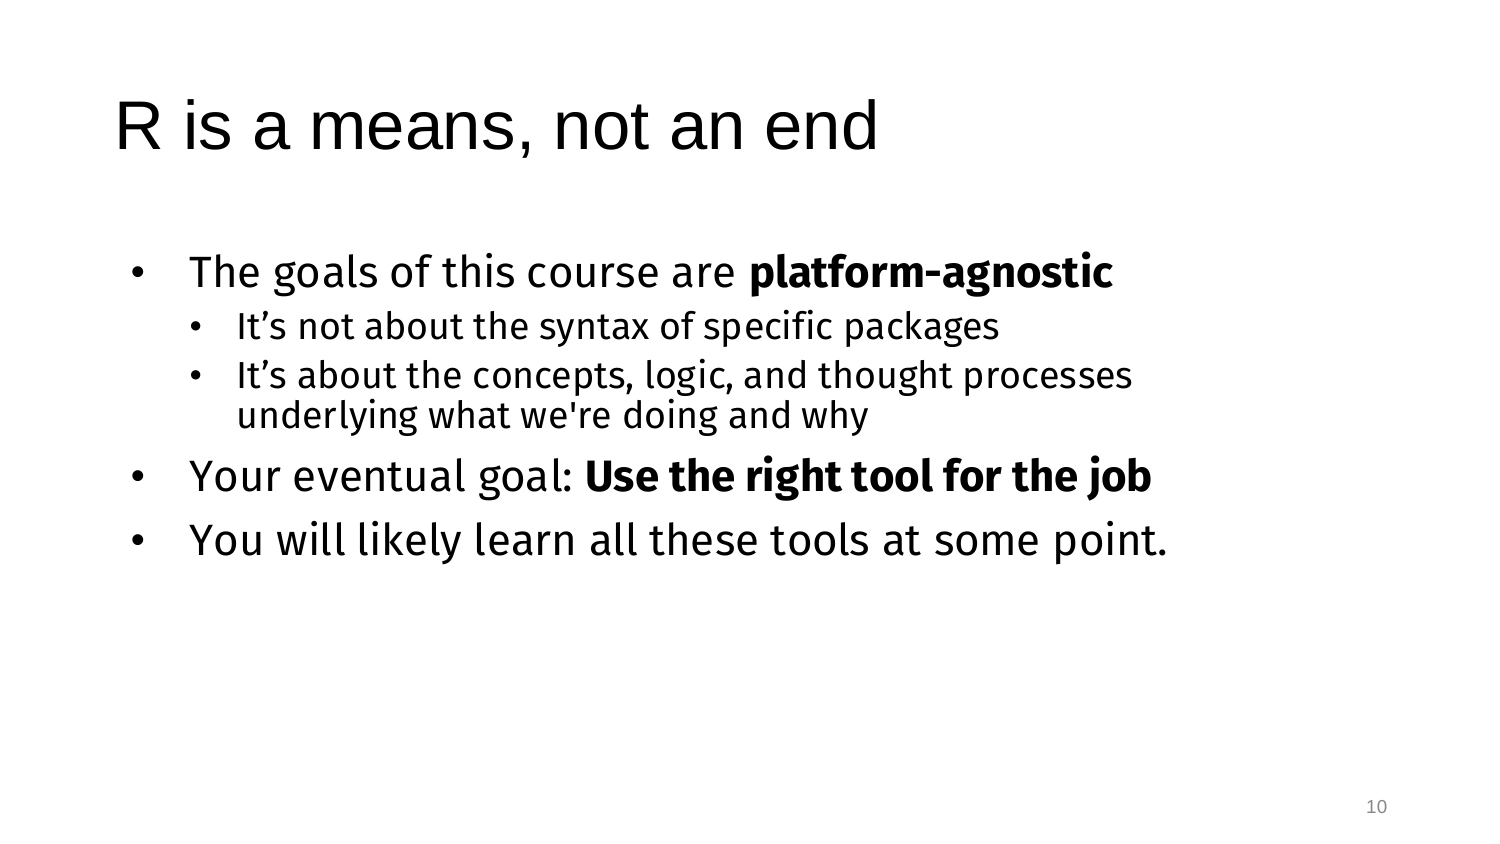 R is a means, not an end
• The goals of this course are platform-agnostic
• It’s not about the syntax of specific packages
• It’s about the concepts, logic, and thought processes
underlying what we're doing and why
• Your eventual goal: Use the right tool for the job
• You will likely learn all these tools at some point.
10